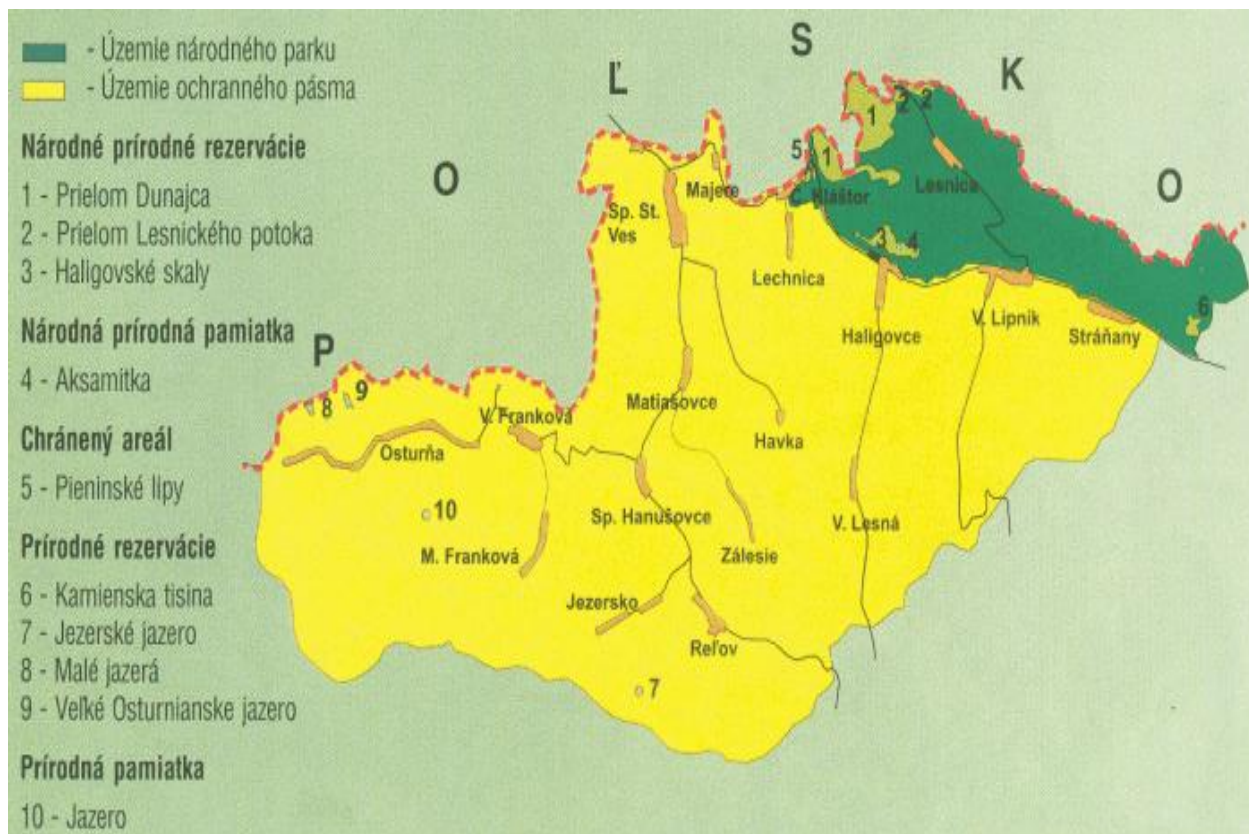 - Územie národného parku
- Územie ochranného pásma
Národné prírodné rezervácie
1 - Prielom Dunajca
2 - Prielom Lesnického potoka
3 - Haligovské skaly
Národná prírodná pamiatka
4 - Aksamitka
Chránený areál
5 - Pieninské lipy
Prírodné rezervácie
6 - Kamienska tisina
7 - Jezerské jazero
8 - Malé jazerá
9 - Veľké Osturnianske jazero
Prírodná pamiatka
10 - Jazero
P
O
Ľ
S
K
O
1
2
2
5
1
Lesnica
Majere
Č. Kláštor
Sp. St.
Ves
3
4
Lechnica
6
Haligovce
V. Lipník
Stráňany
9
8
Matiašovce
V. Franková
Havka
Osturňa
10
Sp. Hanušovce
V. Lesná
M. Franková
Zálesie
Jezersko
Reľov
7